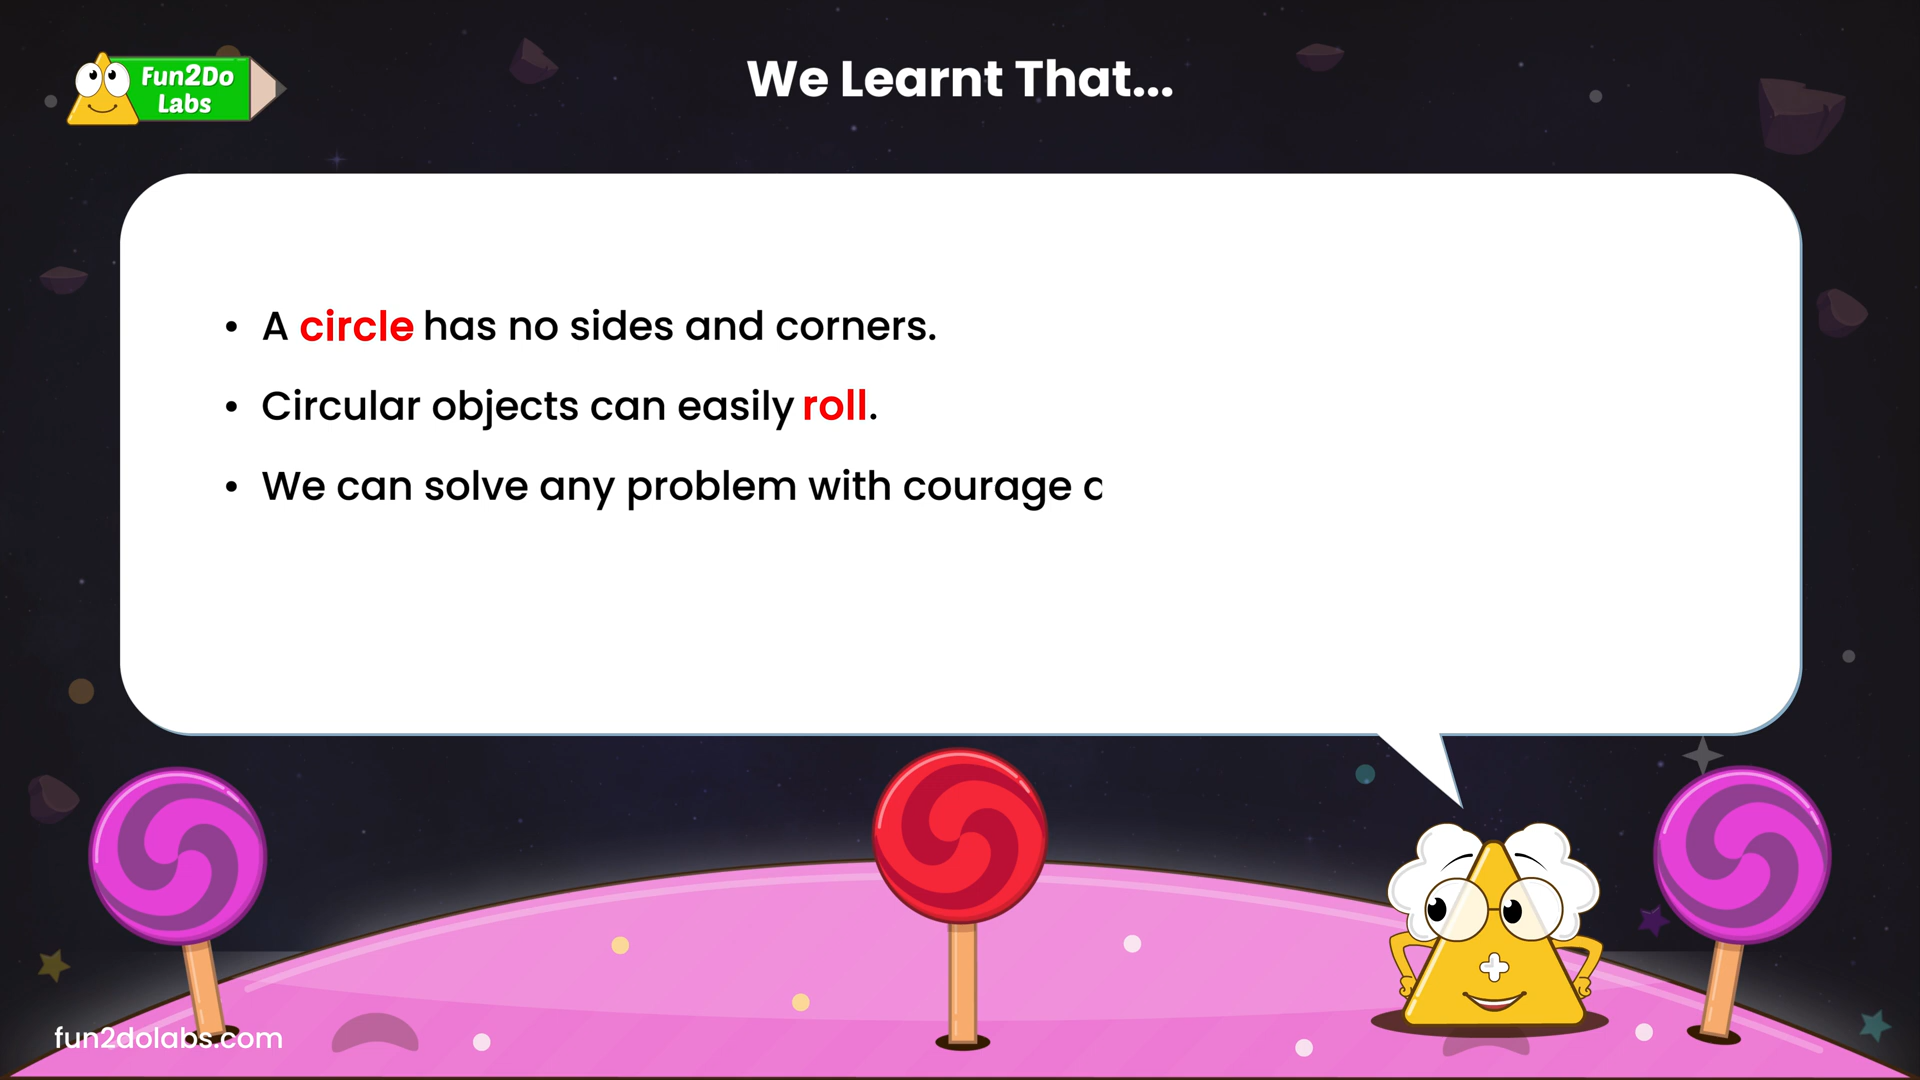 Fun2Do
Labs
We Learnt That...
• A circle has no sides and corners.
• Circular objects can easily roll.
• We can solve any problem with courage
fun2dolabs.com